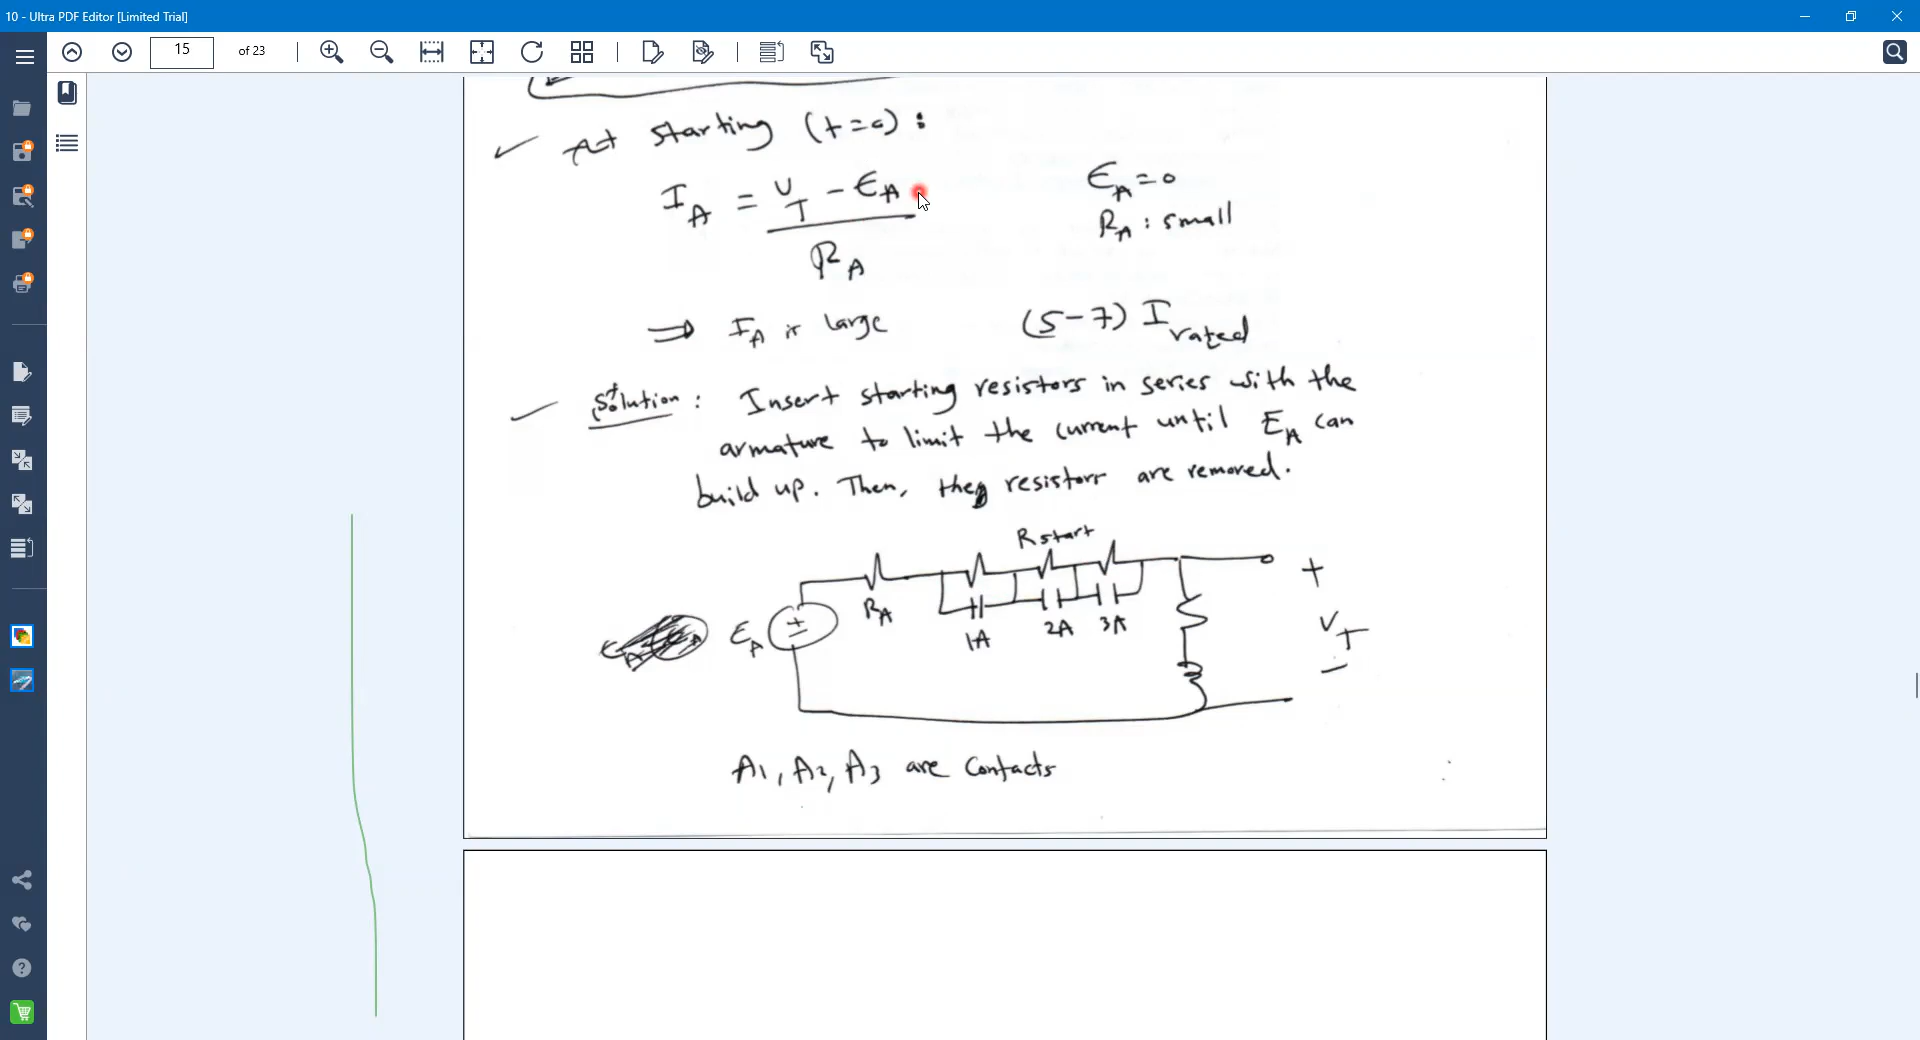 10 - Ultra PDF Editor [Limited Trial]
15 of 23
At starting (t=0) :
I_A = (V_T - E_A) / R_A
E_A = 0
R_A : small
⇒ I_A is large (5-7) I_rated
Solution : Insert starting resistors in series with the
armature to limit the current until E_A can
build up. Then, the resistors are removed.
R start
R_A
1A 2A 3A
E_A
+
V_T
−
A1, A2, A3 are contacts